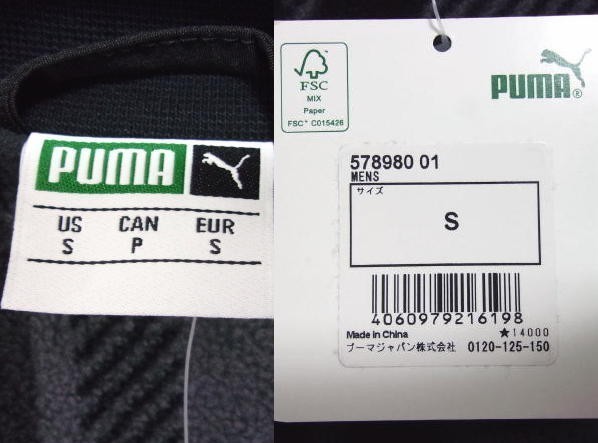 PUMA
US CAN EUR
S P S
FSC
MIX
Paper
FSC® C015426
PUMA®
578980 01
MENS
サイズ
S
4060979216198
Made in China ★14000
プーマジャパン株式会社 0120-125-150